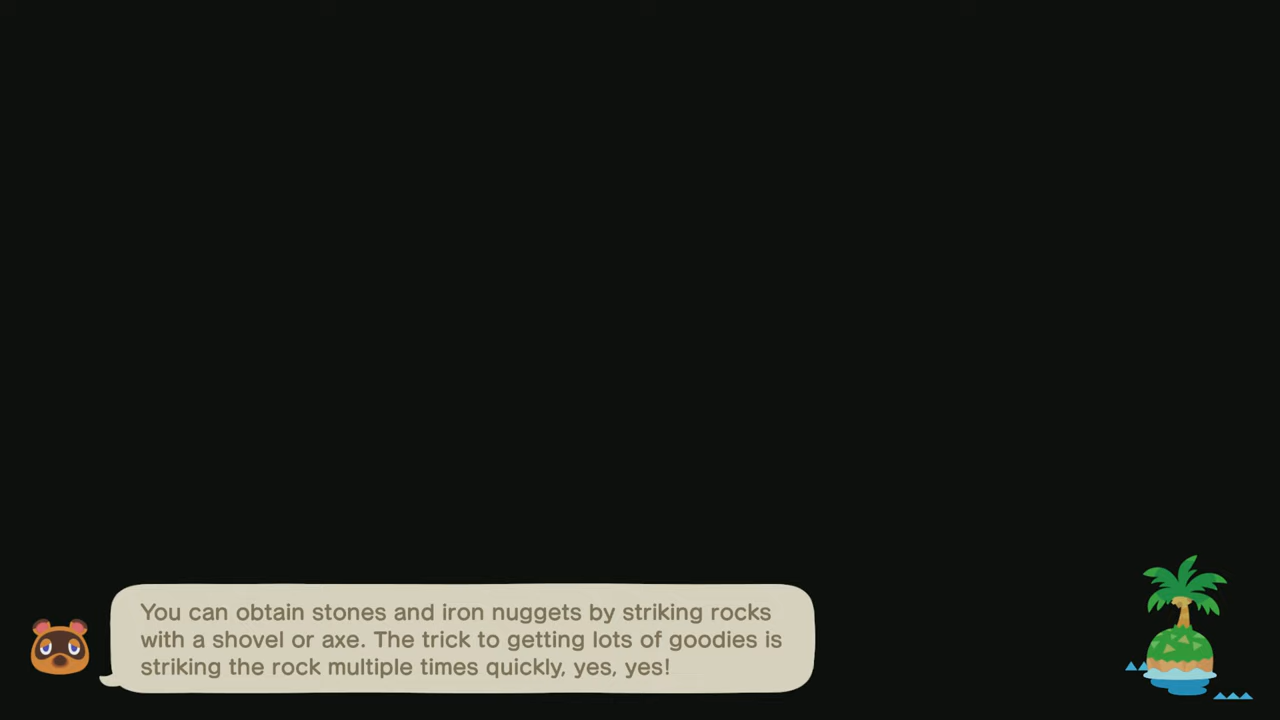 You can obtain stones and iron nuggets by striking rocks
with a shovel or axe. The trick to getting lots of goodies is
striking the rock multiple times quickly, yes, yes!